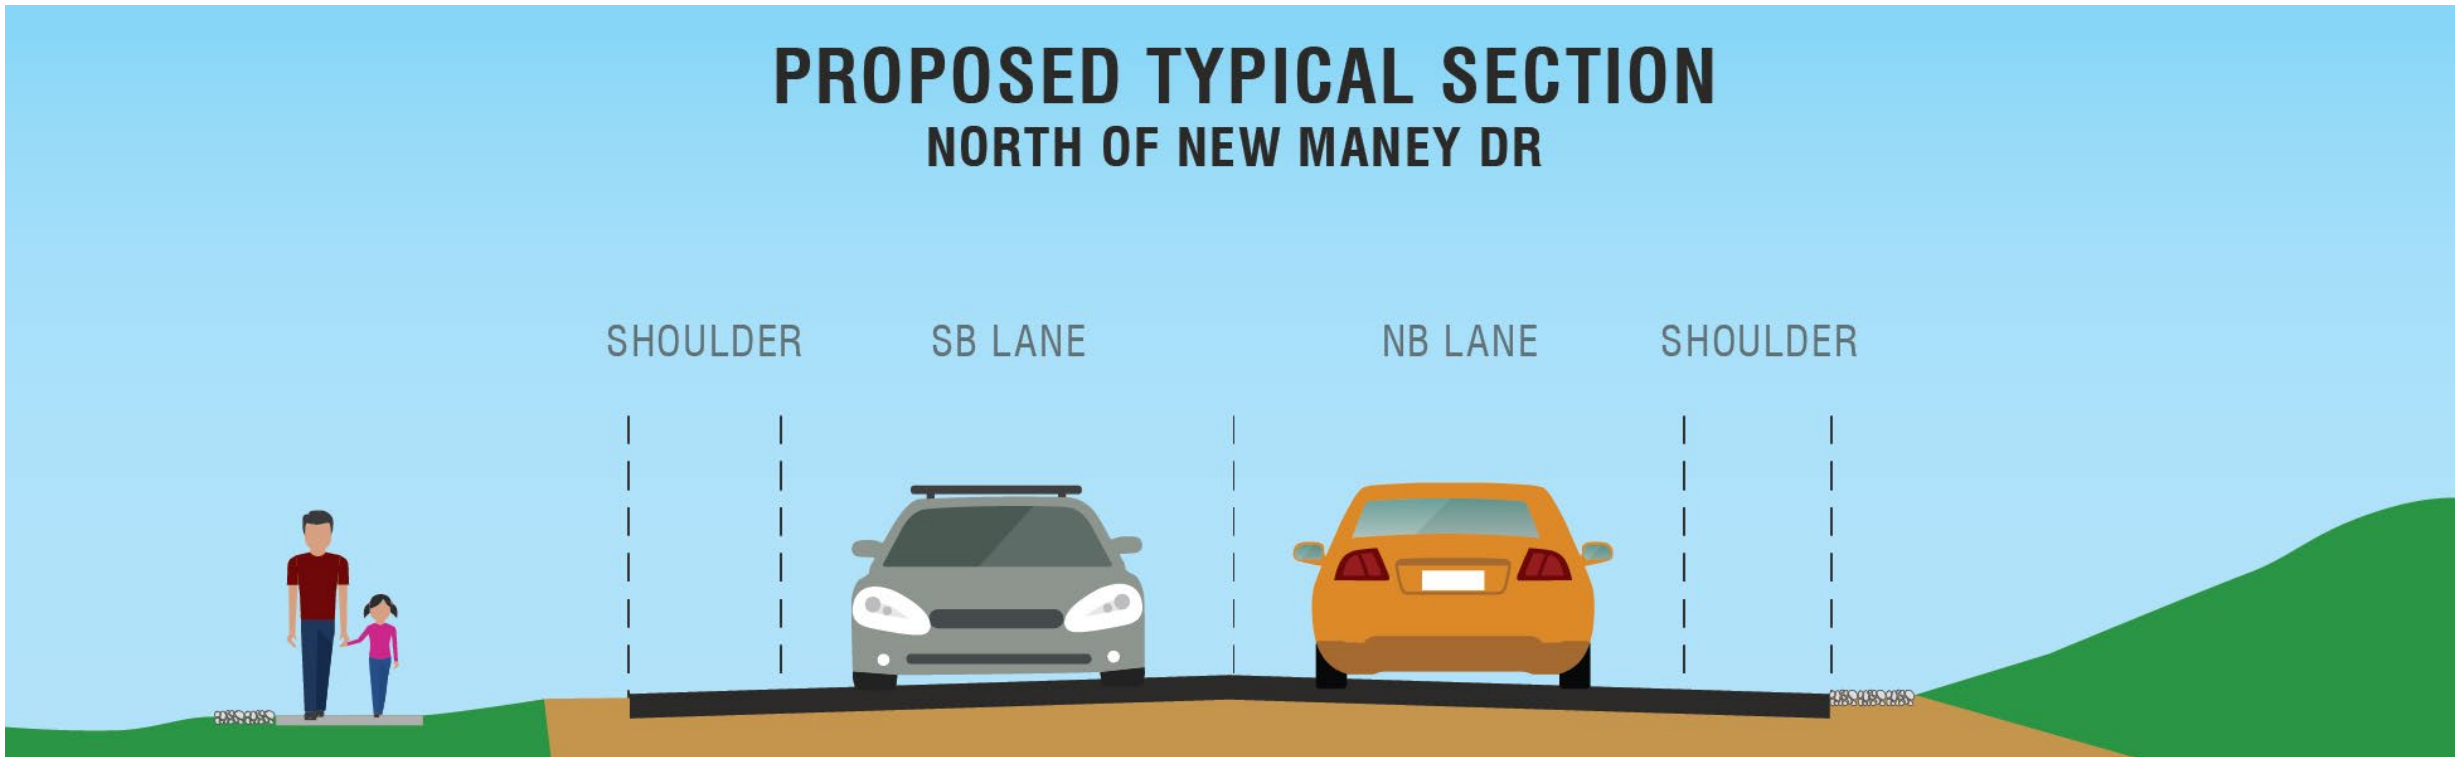 PROPOSED TYPICAL SECTION
NORTH OF NEW MANEY DR
SHOULDER SB LANE NB LANE SHOULDER